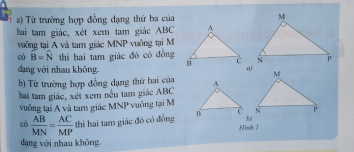 a) Từ trường hợp đồng dạng thứ ba của
hai tam giác, xét xem tam giác ABC
vuông tại A và tam giác MNP vuông tại M
có B̂ = N̂ thì hai tam giác đó có đồng
dạng với nhau không.
b) Từ trường hợp đồng dạng thứ hai của
hai tam giác, xét xem nếu tam giác ABC
vuông tại A và tam giác MNP vuông tại M
có AB/MN = AC/MP thì hai tam giác đó có đồng
dạng với nhau không.
A
M
B
C
N
P
a)
A
M
B
C
N
P
b)
Hình 1